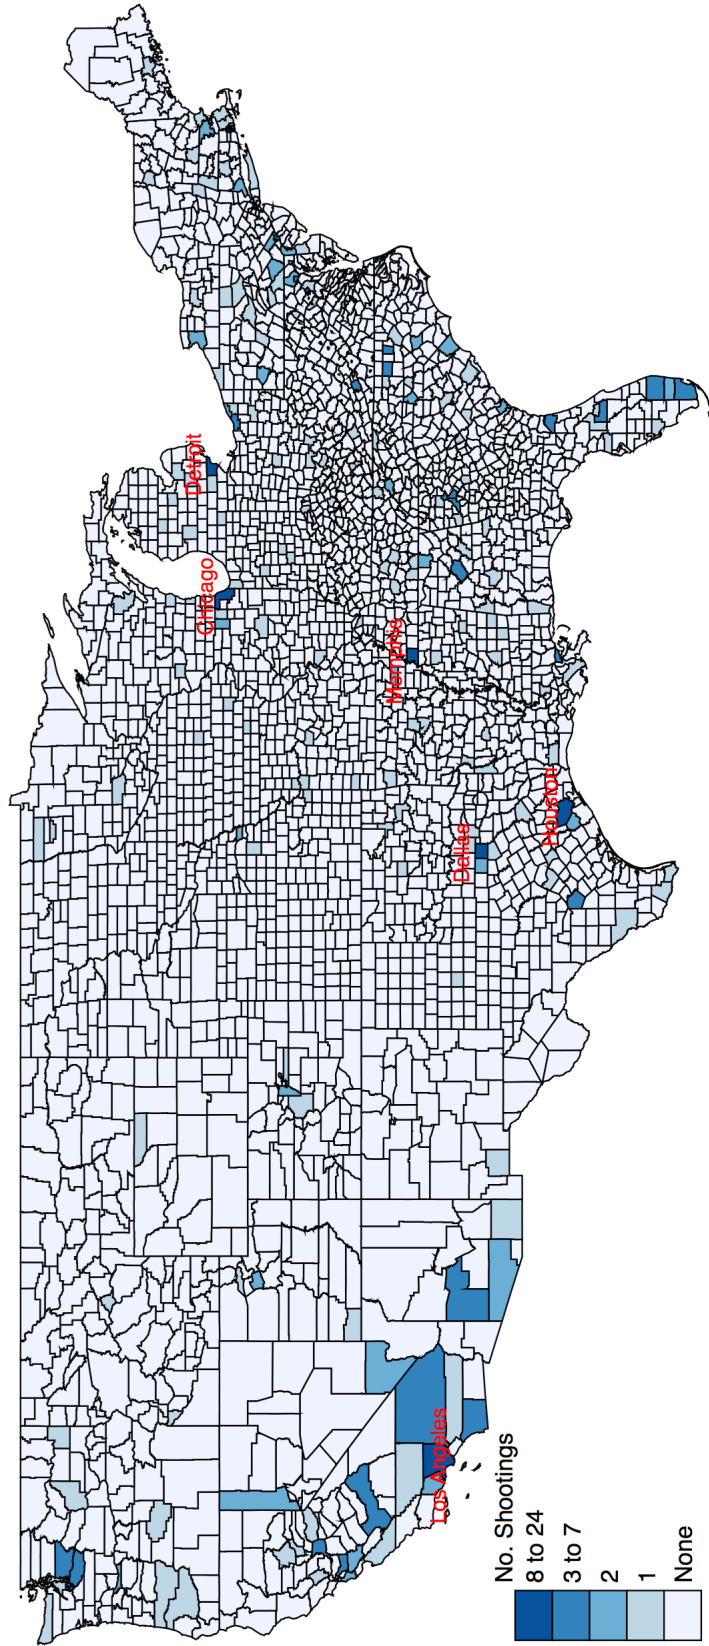 Detroit
Chicago
Memphis
Dallas
Houston
Los Angeles
No. Shootings
8 to 24
3 to 7
2
1
None